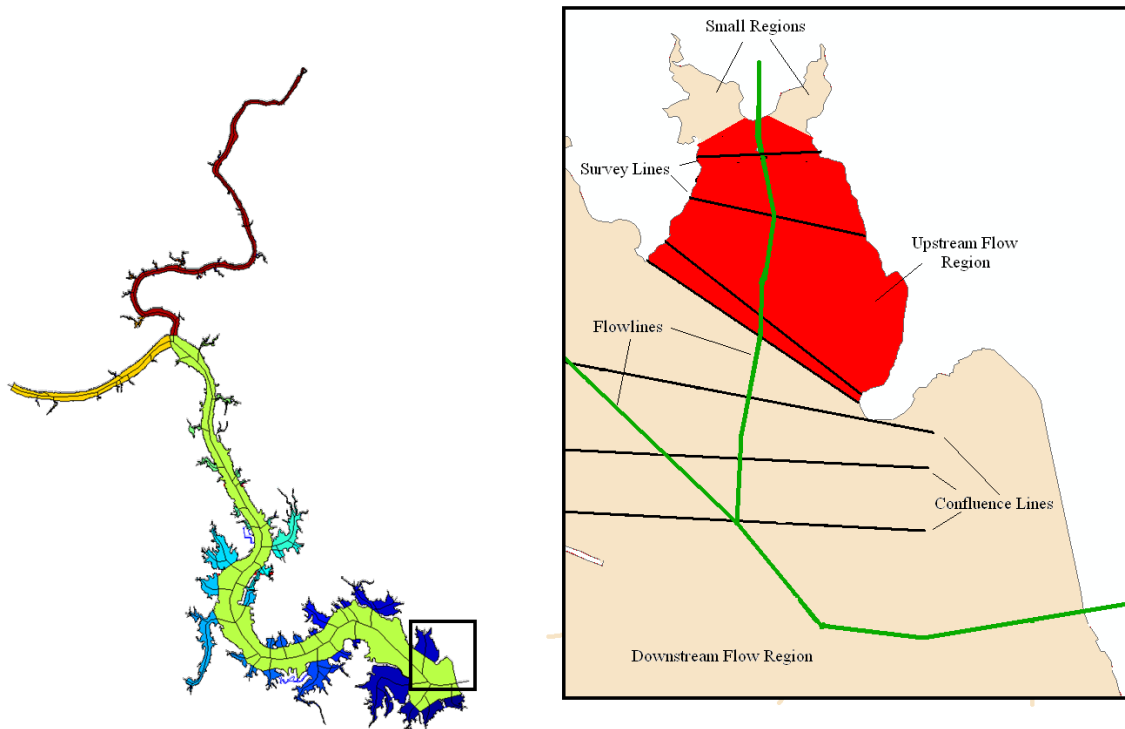 Small Regions
Survey Lines
Upstream Flow
Region
Flowlines
Confluence Lines
Downstream Flow Region